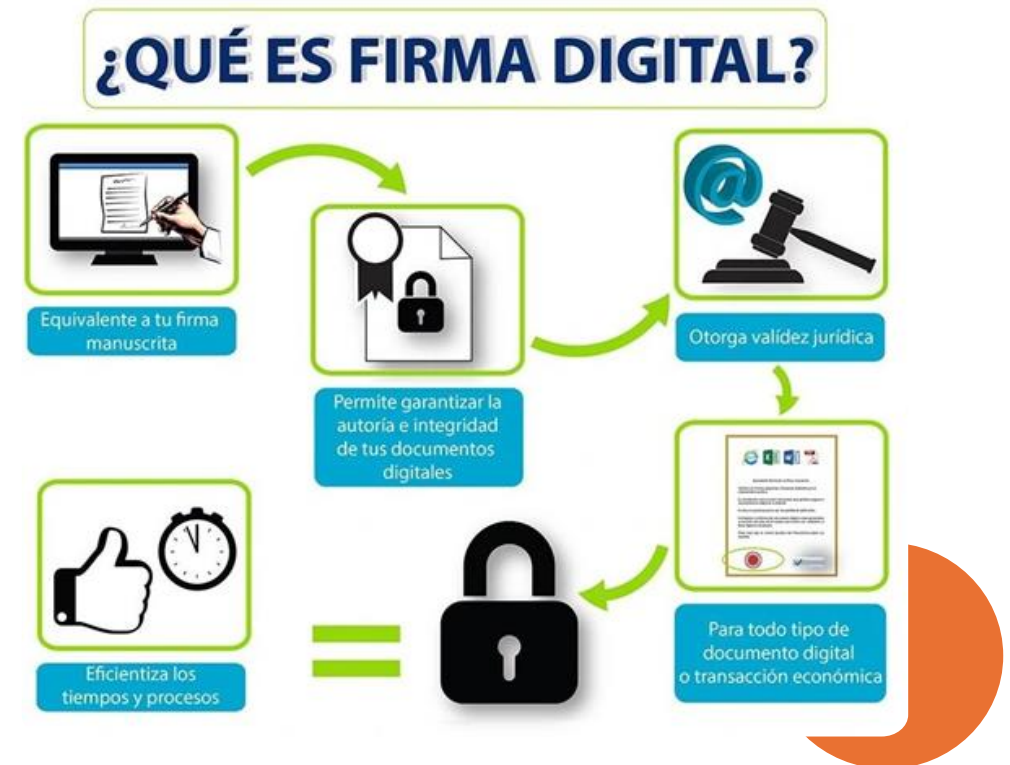 ¿QUÉ ES FIRMA DIGITAL?
Equivalente a tu firma
manuscrita
Permite garantizar la
autoría e integridad
de tus documentos
digitales
Otorga valídez jurídica
Para todo tipo de
documento digital
o transacción económica
Eficientiza los
tiempos y procesos